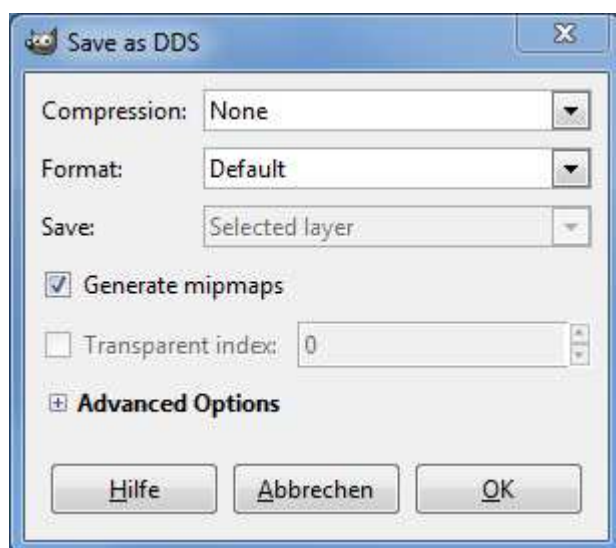 Save as DDS
Compression: None
Format: Default
Save: Selected layer
Generate mipmaps
Transparent index: 0
Advanced Options
Hilfe Abbrechen OK